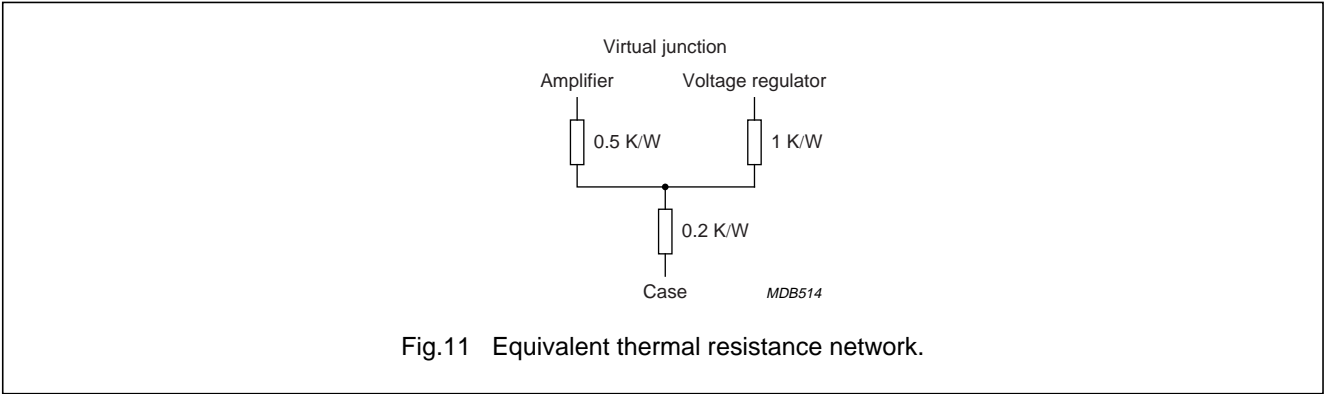 Virtual junction
Amplifier Voltage regulator
0.5 K/W 1 K/W
0.2 K/W
Case MDB514
Fig.11 Equivalent thermal resistance network.